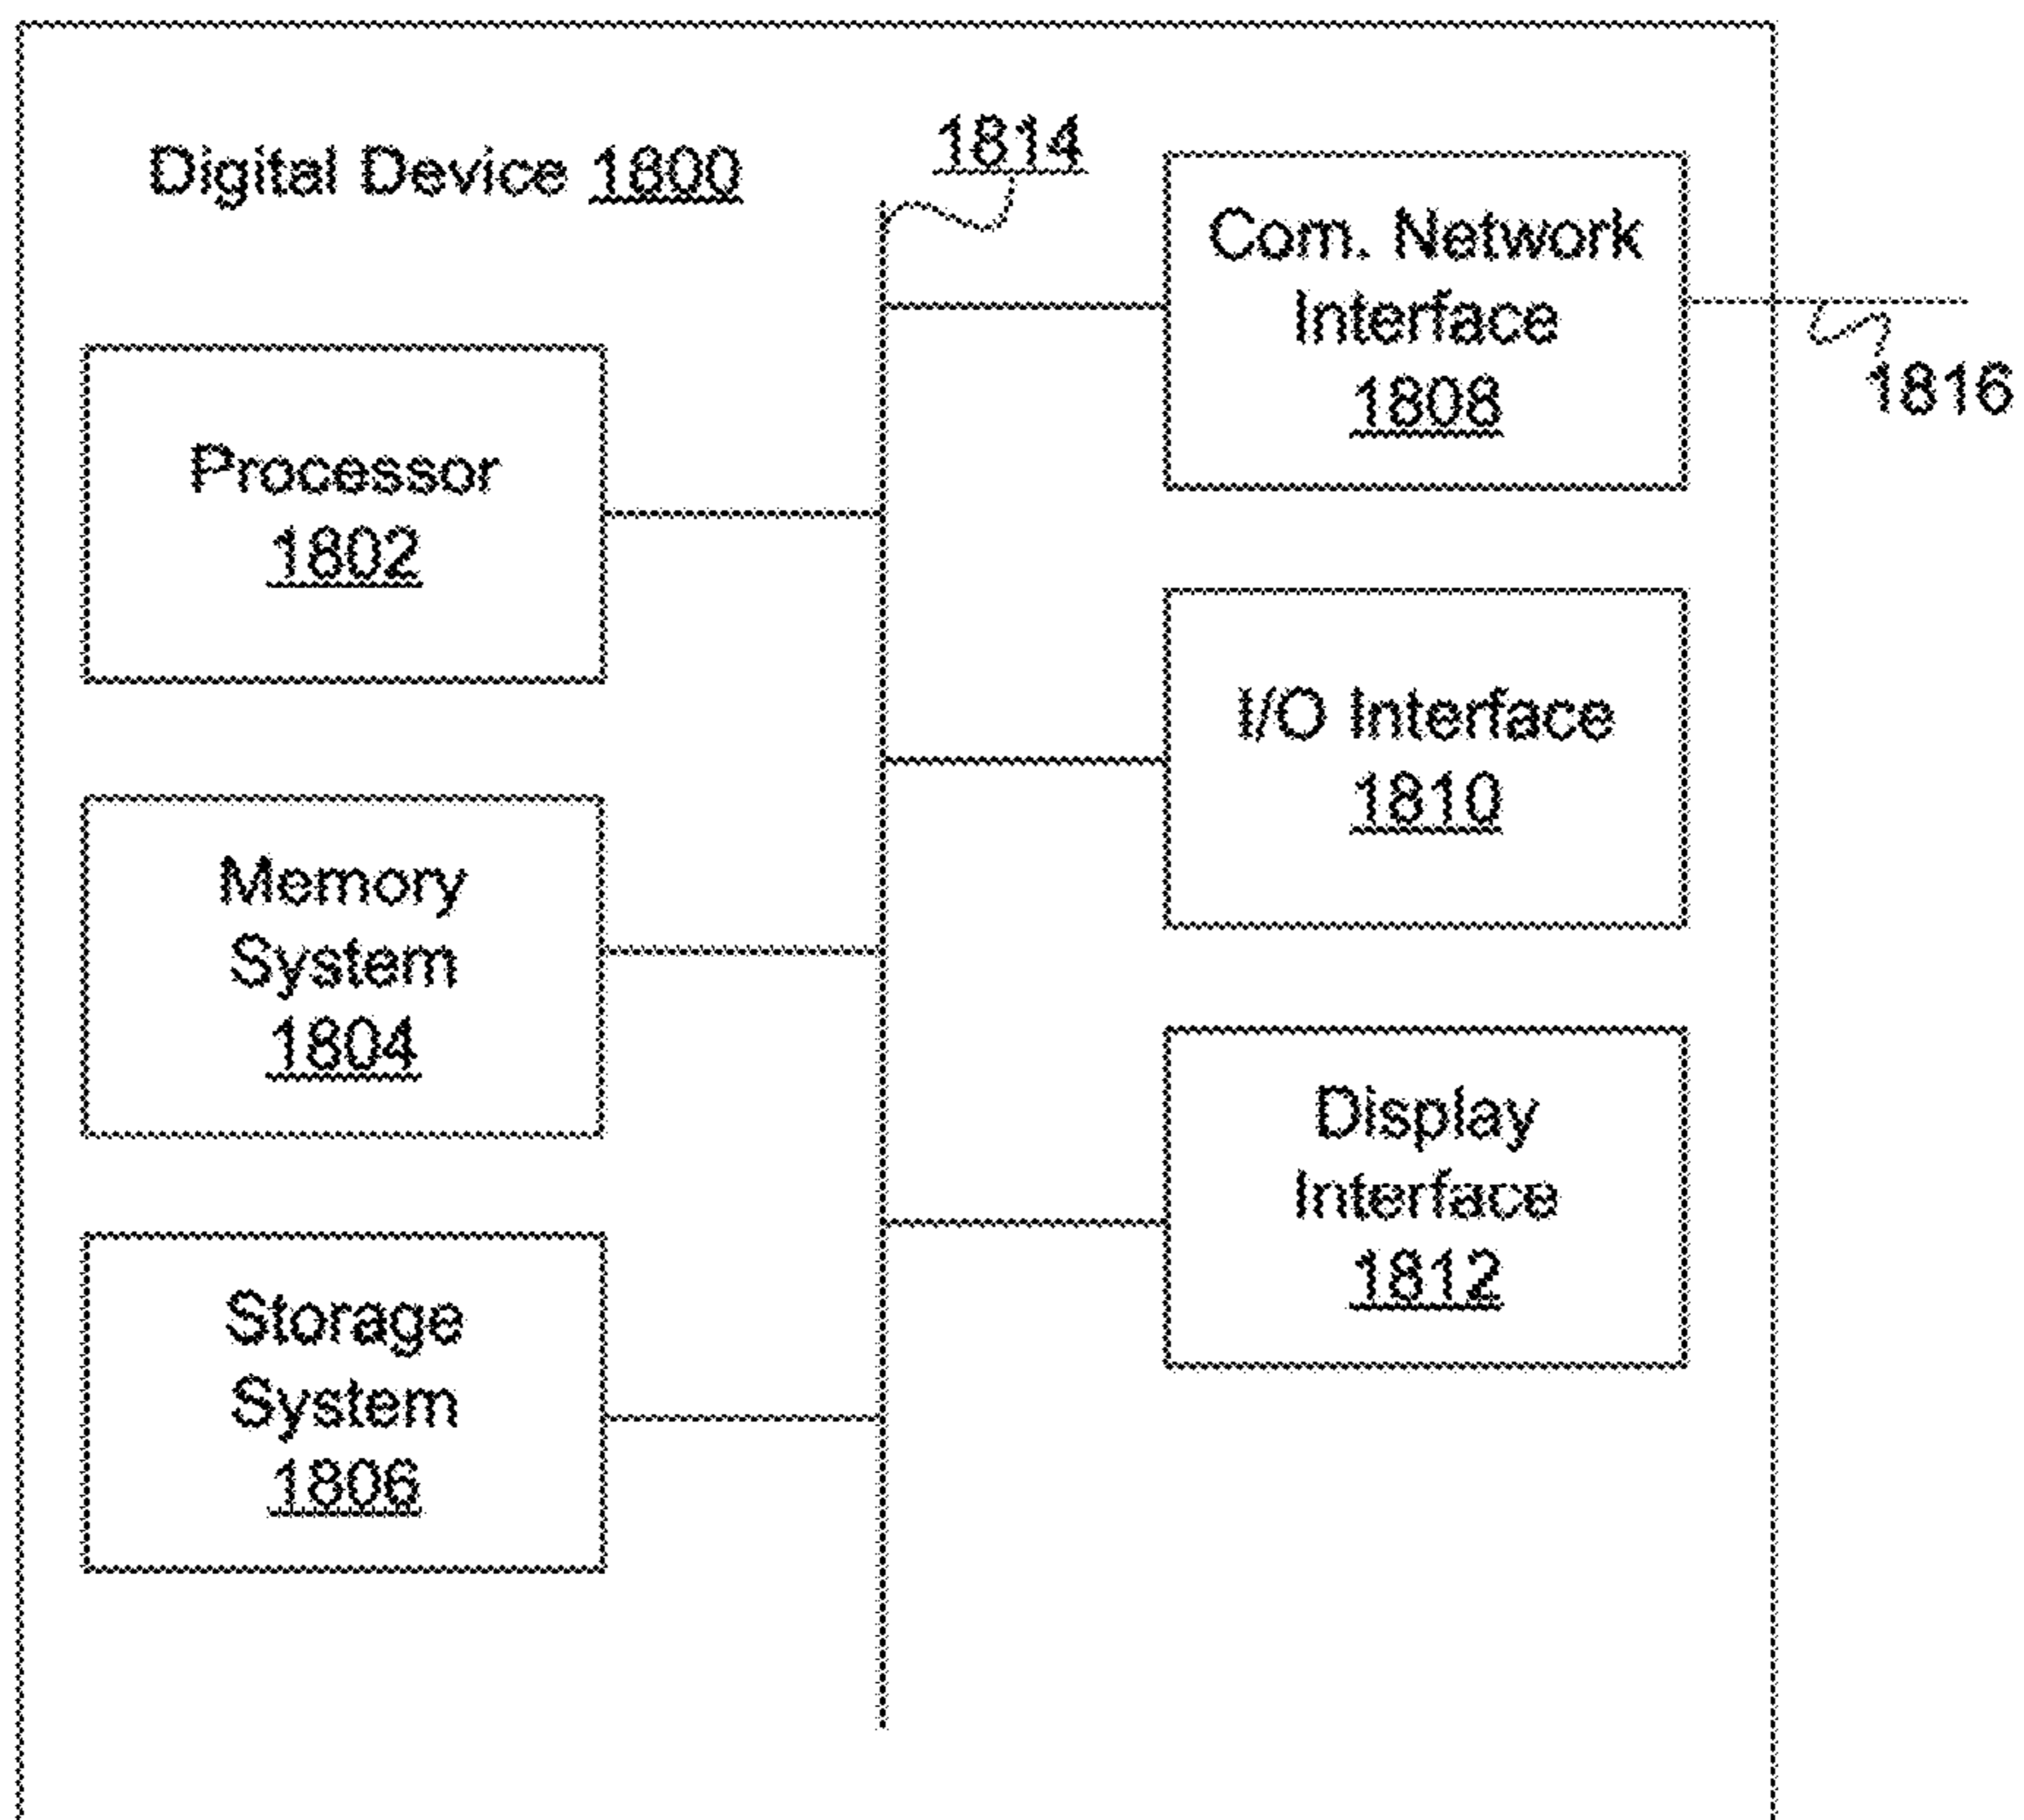 Digital Device 1800
1814
Com. Network
Interface
1808
1816
Processor
1802
I/O Interface
1810
Memory
System
1804
Display
Interface
1812
Storage
System
1806